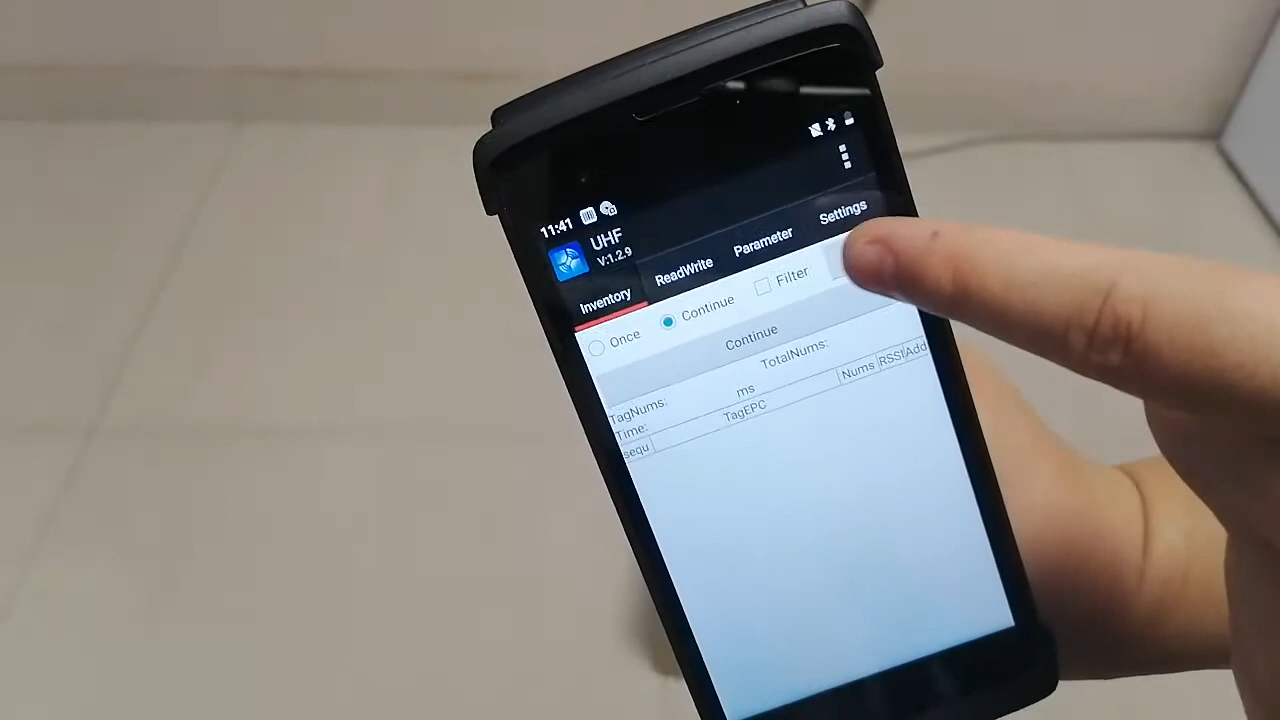 11:41
UHF
V:1.2.9
Inventory ReadWrite Parameter Settings
Once Continue Filter
Continue
TagNums: TotalNums:
Time: ms
sequ TagEPC Nums RSSI Add